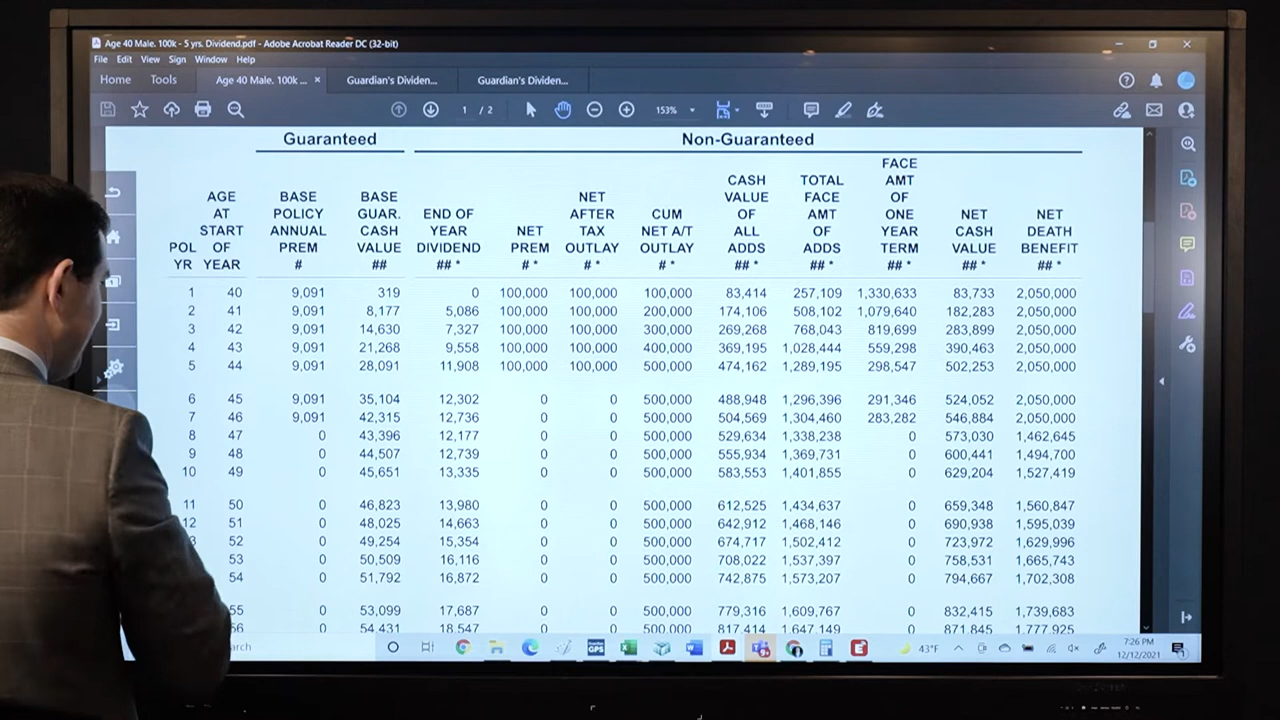 Age 40 Male. 100k - 5 yrs. Dividend.pdf - Adobe Acrobat Reader DC (32-bit)
File Edit View Sign Window Help
Home Tools Age 40 Male. 100k ... × Guardian's Dividen... Guardian's Dividen...
1 / 2 153%
Guaranteed Non-Guaranteed
POL YR AGE AT START OF YEAR BASE POLICY ANNUAL PREM # BASE GUAR. CASH VALUE ## END OF YEAR DIVIDEND ## * NET PREM # * NET AFTER TAX OUTLAY # * CUM NET A/T OUTLAY # * CASH VALUE OF ALL ADDS ## * TOTAL FACE AMT OF ADDS ## * FACE AMT OF ONE YEAR TERM ## * NET CASH VALUE ## * NET DEATH BENEFIT ## *
1 40 9,091 319 0 100,000 100,000 100,000 83,414 257,109 1,330,633 83,733 2,050,000
2 41 9,091 8,177 5,086 100,000 100,000 200,000 174,106 508,102 1,079,640 182,283 2,050,000
3 42 9,091 14,630 7,327 100,000 100,000 300,000 269,268 768,043 819,699 283,899 2,050,000
4 43 9,091 21,268 9,558 100,000 100,000 400,000 369,195 1,028,444 559,298 390,463 2,050,000
5 44 9,091 28,091 11,908 100,000 100,000 500,000 474,162 1,289,195 298,547 502,253 2,050,000
6 45 9,091 35,104 12,302 0 0 500,000 488,948 1,296,396 291,346 524,052 2,050,000
7 46 9,091 42,315 12,736 0 0 500,000 504,569 1,304,460 283,282 546,884 2,050,000
8 47 0 43,396 12,177 0 0 500,000 529,634 1,338,238 0 573,030 1,462,645
9 48 0 44,507 12,739 0 0 500,000 555,934 1,369,731 0 600,441 1,494,700
10 49 0 45,651 13,335 0 0 500,000 583,553 1,401,855 0 629,204 1,527,419
11 50 0 46,823 13,980 0 0 500,000 612,525 1,434,637 0 659,348 1,560,847
12 51 0 48,025 14,663 0 0 500,000 642,912 1,468,146 0 690,938 1,595,039
3 52 0 49,254 15,354 0 0 500,000 674,717 1,502,412 0 723,972 1,629,996
53 0 50,509 16,116 0 0 500,000 708,022 1,537,397 0 758,531 1,665,743
54 0 51,792 16,872 0 0 500,000 742,875 1,573,207 0 794,667 1,702,308
55 0 53,099 17,687 0 0 500,000 779,316 1,609,767 0 832,415 1,739,683
56 0 54,431 18,547 0 0 500,000 817,414 1,647,149 0 871,845 1,777,925
arch GPS 43°F 7:26 PM
12/12/2021